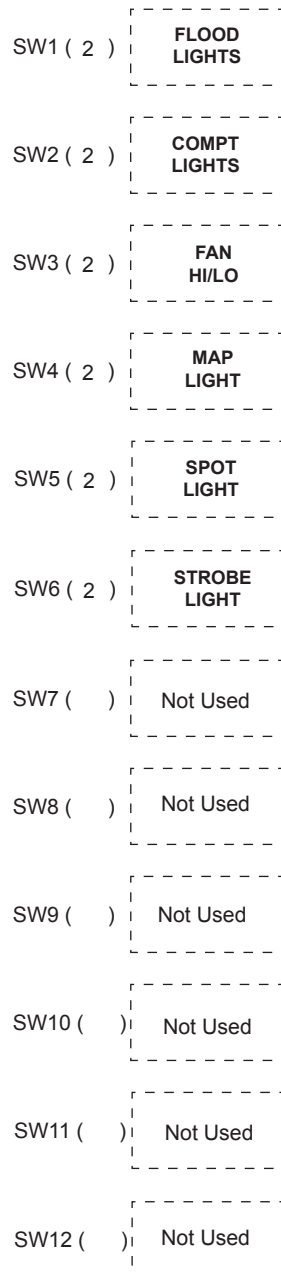 SW1 ( 2 ) FLOOD
LIGHTS
SW2 ( 2 ) COMPT
LIGHTS
SW3 ( 2 ) FAN
HI/LO
SW4 ( 2 ) MAP
LIGHT
SW5 ( 2 ) SPOT
LIGHT
SW6 ( 2 ) STROBE
LIGHT
SW7 ( ) Not Used
SW8 ( ) Not Used
SW9 ( ) Not Used
SW10 ( ) Not Used
SW11 ( ) Not Used
SW12 ( ) Not Used